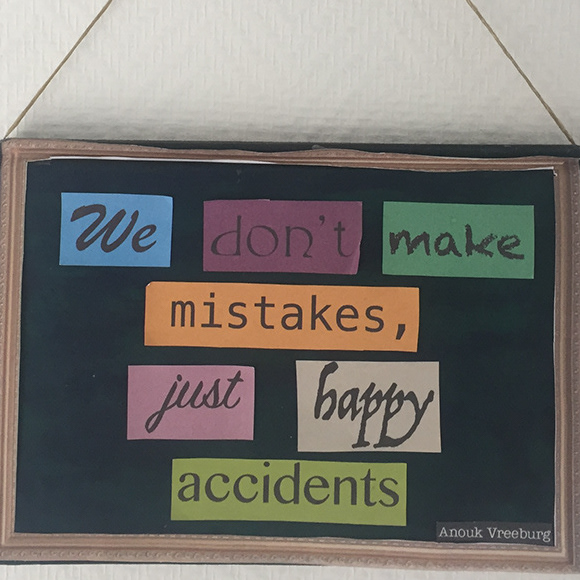 We don't make
mistakes,
just happy
accidents
Anouk Vreeburg